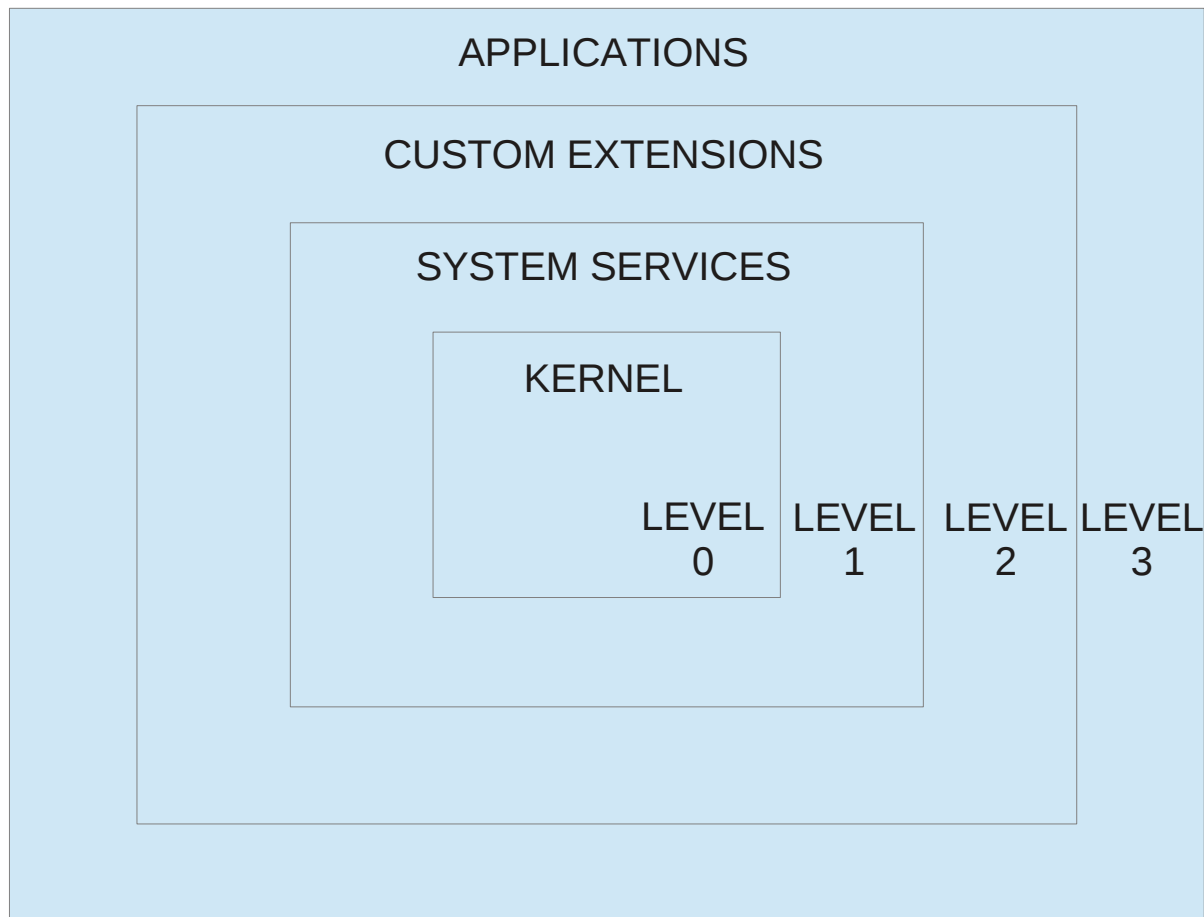 APPLICATIONS
CUSTOM EXTENSIONS
SYSTEM SERVICES
KERNEL
LEVEL 0
LEVEL 1
LEVEL 2
LEVEL 3